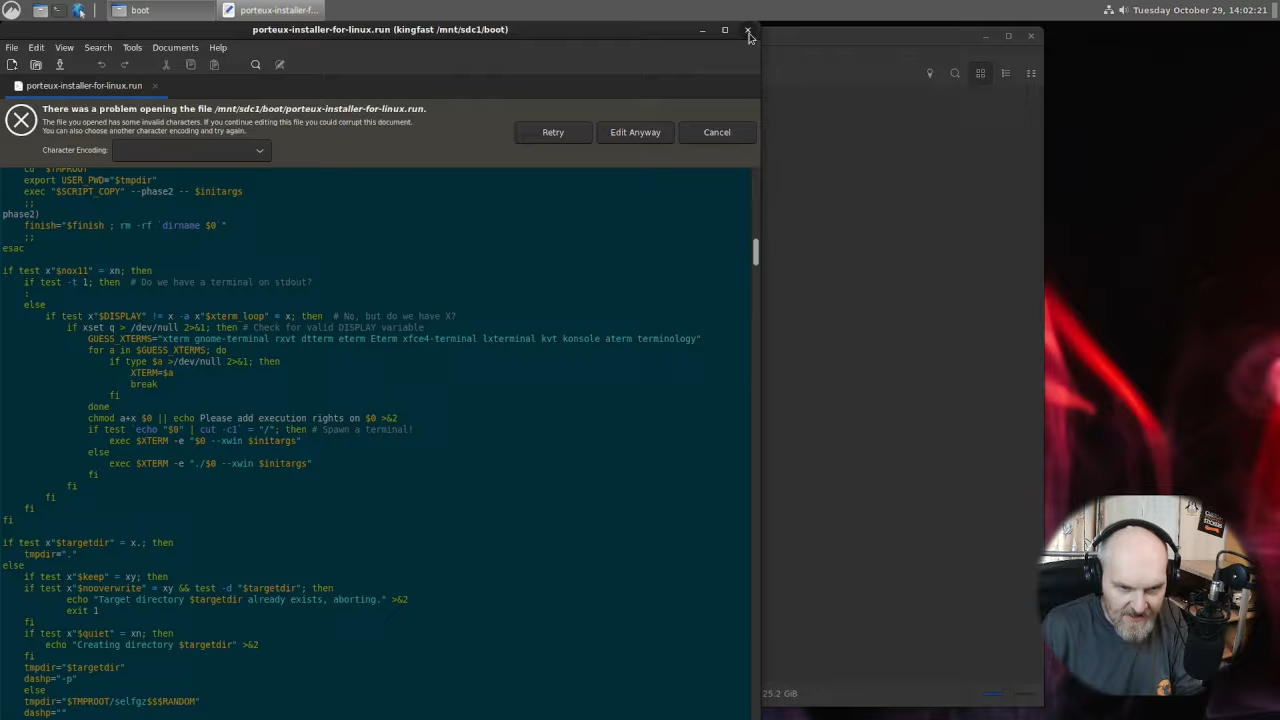 boot
porteux-installer-f...
Tuesday October 29, 14:02:21
porteux-installer-for-linux.run (kingfast /mnt/sdc1/boot)
File Edit View Search Tools Documents Help
porteux-installer-for-linux.run
There was a problem opening the file /mnt/sdc1/boot/porteux-installer-for-linux.run.
The file you opened has some invalid characters. If you continue editing this file you could corrupt this document.
You can also choose another character encoding and try again.
Retry
Edit Anyway
Cancel
Character Encoding:
cd "$TMPROOT"
export USER_PWD="$tmpdir"
exec "$SCRIPT_COPY" --phase2 -- $initargs
;;
phase2)
finish="$finish ; rm -rf `dirname $0`"
;;
esac
if test x"$nox11" = xn; then
if test -t 1; then # Do we have a terminal on stdout?
:
else
if test x"$DISPLAY" != x -a x"$xterm_loop" = x; then # No, but do we have X?
if xset q > /dev/null 2>&1; then # Check for valid DISPLAY variable
GUESS_XTERMS="xterm gnome-terminal rxvt dtterm eterm Eterm xfce4-terminal lxterminal kvt konsole aterm terminology"
for a in $GUESS_XTERMS; do
if type $a >/dev/null 2>&1; then
XTERM=$a
break
fi
done
chmod a+x $0 || echo Please add execution rights on $0 >&2
if test `echo "$0" | cut -c1` = "/"; then # Spawn a terminal!
exec $XTERM -e "$0 --xwin $initargs"
else
exec $XTERM -e "./$0 --xwin $initargs"
fi
fi
fi
fi
fi
if test x"$targetdir" = x.; then
tmpdir="."
else
if test x"$keep" = xy; then
if test x"$nooverwrite" = xy && test -d "$targetdir"; then
echo "Target directory $targetdir already exists, aborting." >&2
exit 1
fi
if test x"$quiet" = xn; then
echo "Creating directory $targetdir" >&2
fi
tmpdir="$targetdir"
dashp="-p"
else
tmpdir="$TMPROOT/selfgz$$$RANDOM"
dashp=""
25.2 GiB